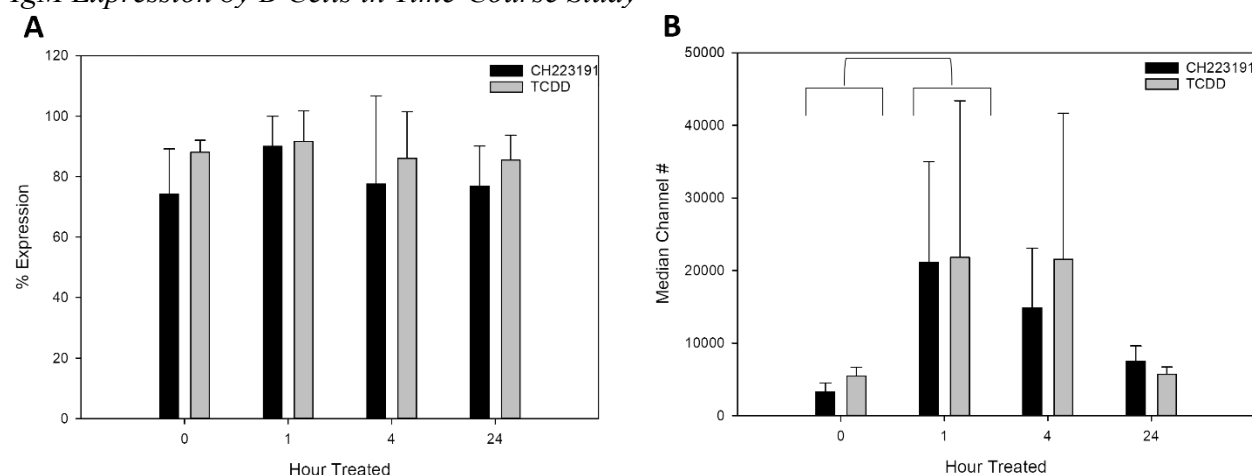 IgM Expression by B Cells in Time-Course Study
A
120
100
80
60
40
20
0
% Expression
CH223191
TCDD
0 1 4 24
Hour Treated
B
50000
40000
30000
20000
10000
0
Median Channel #
CH223191
TCDD
0 1 4 24
Hour Treated